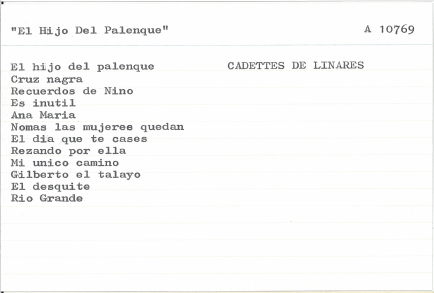 "El Hijo Del Palenque" A 10769
El hijo del palenque CADETTES DE LINARES
Cruz nagra
Recuerdos de Nino
Es inutil
Ana Maria
Nomas las mujeres quedan
El dia que te cases
Rezando por ella
Mi unico camino
Gilberto el talayo
El desquite
Rio Grande